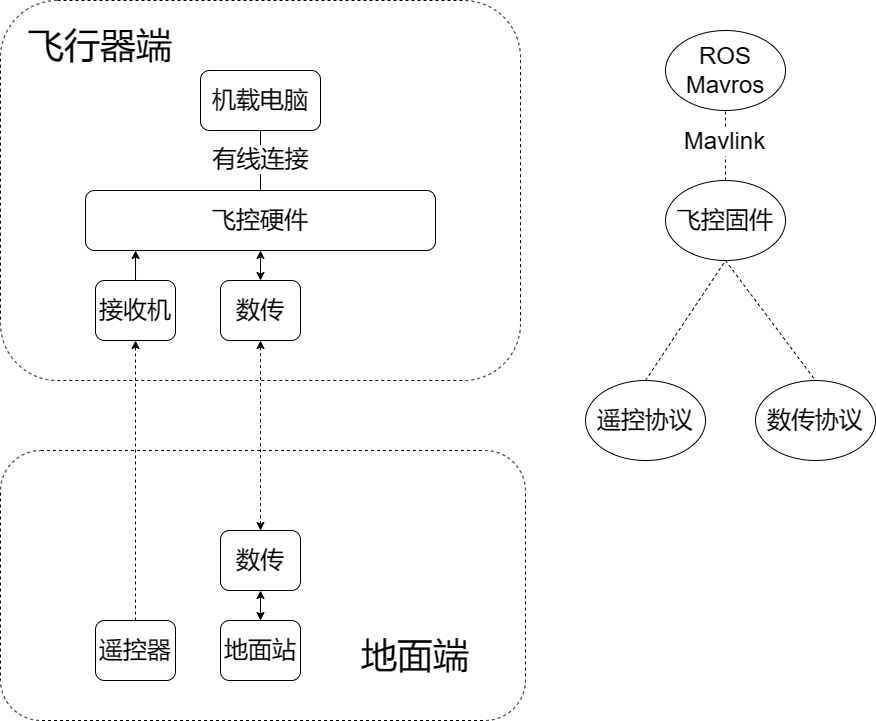 飞行器端
机载电脑
有线连接
飞控硬件
接收机
数传
数传
遥控器
地面站
地面端
ROS
Mavros
Mavlink
飞控固件
遥控协议
数传协议